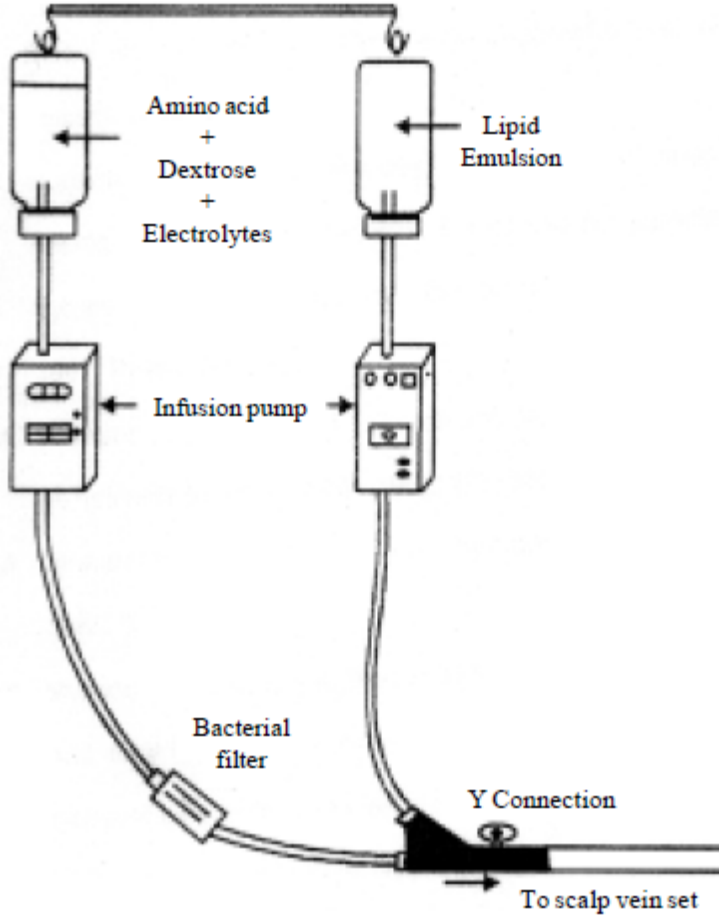 Amino acid
+
Dextrose
+
Electrolytes
Lipid
Emulsion
Infusion pump
Bacterial
filter
Y Connection
To scalp vein set